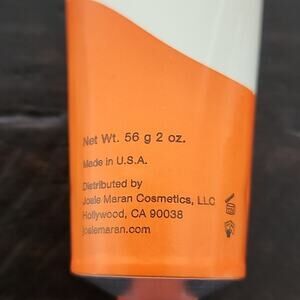 Net Wt. 56 g 2 oz.
Made in U.S.A.
Distributed by
Josie Maran Cosmetics, LLC
Hollywood, CA 90038
josiemaran.com